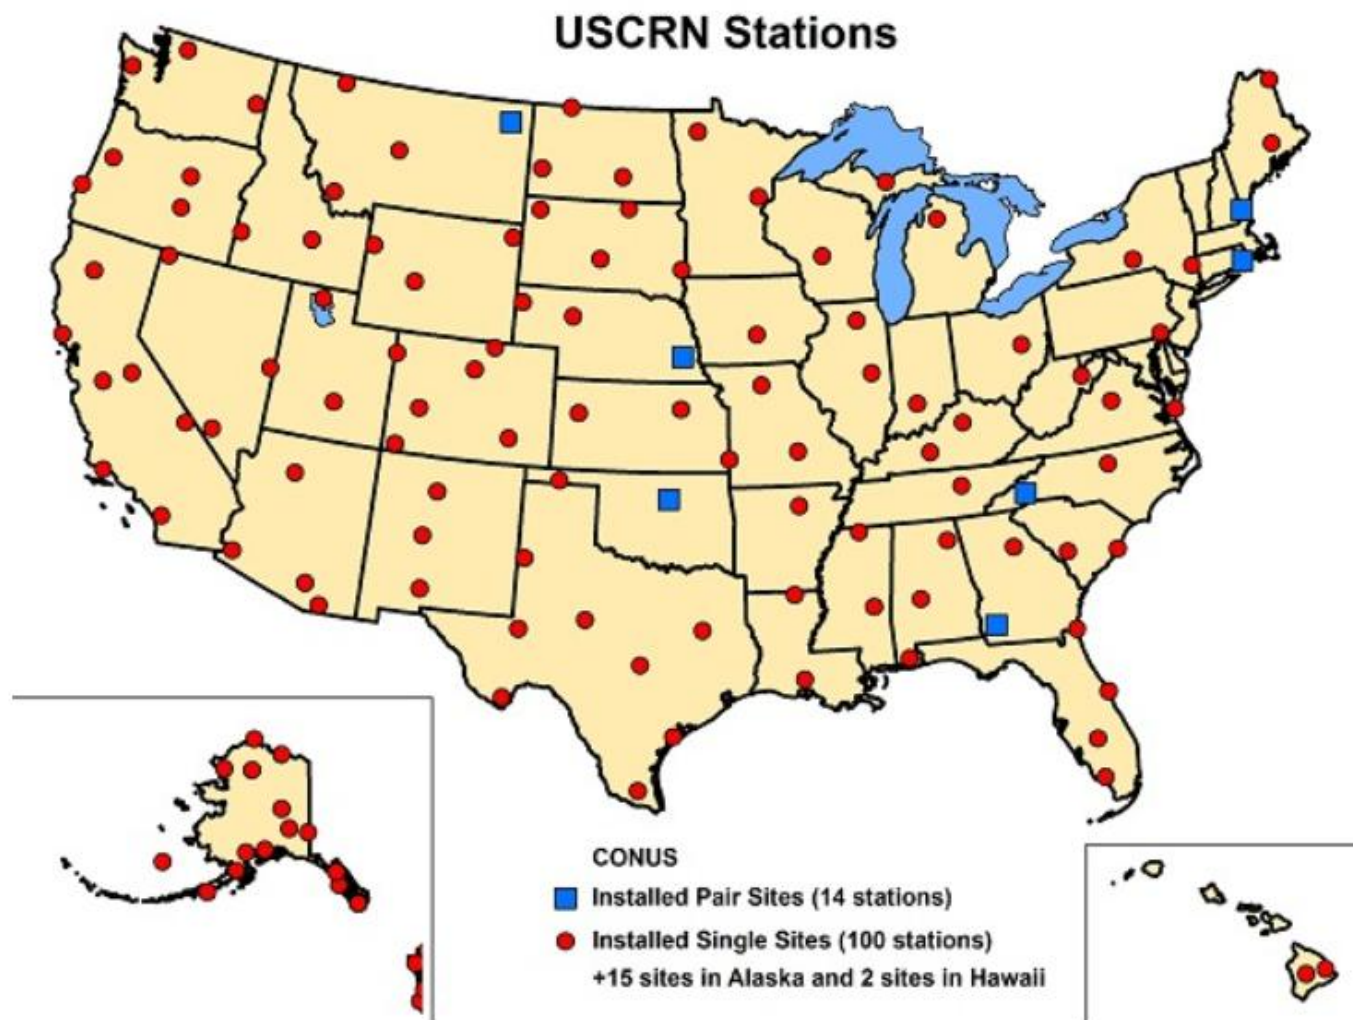 USCRN Stations
CONUS
Installed Pair Sites (14 stations)
Installed Single Sites (100 stations)
+15 sites in Alaska and 2 sites in Hawaii